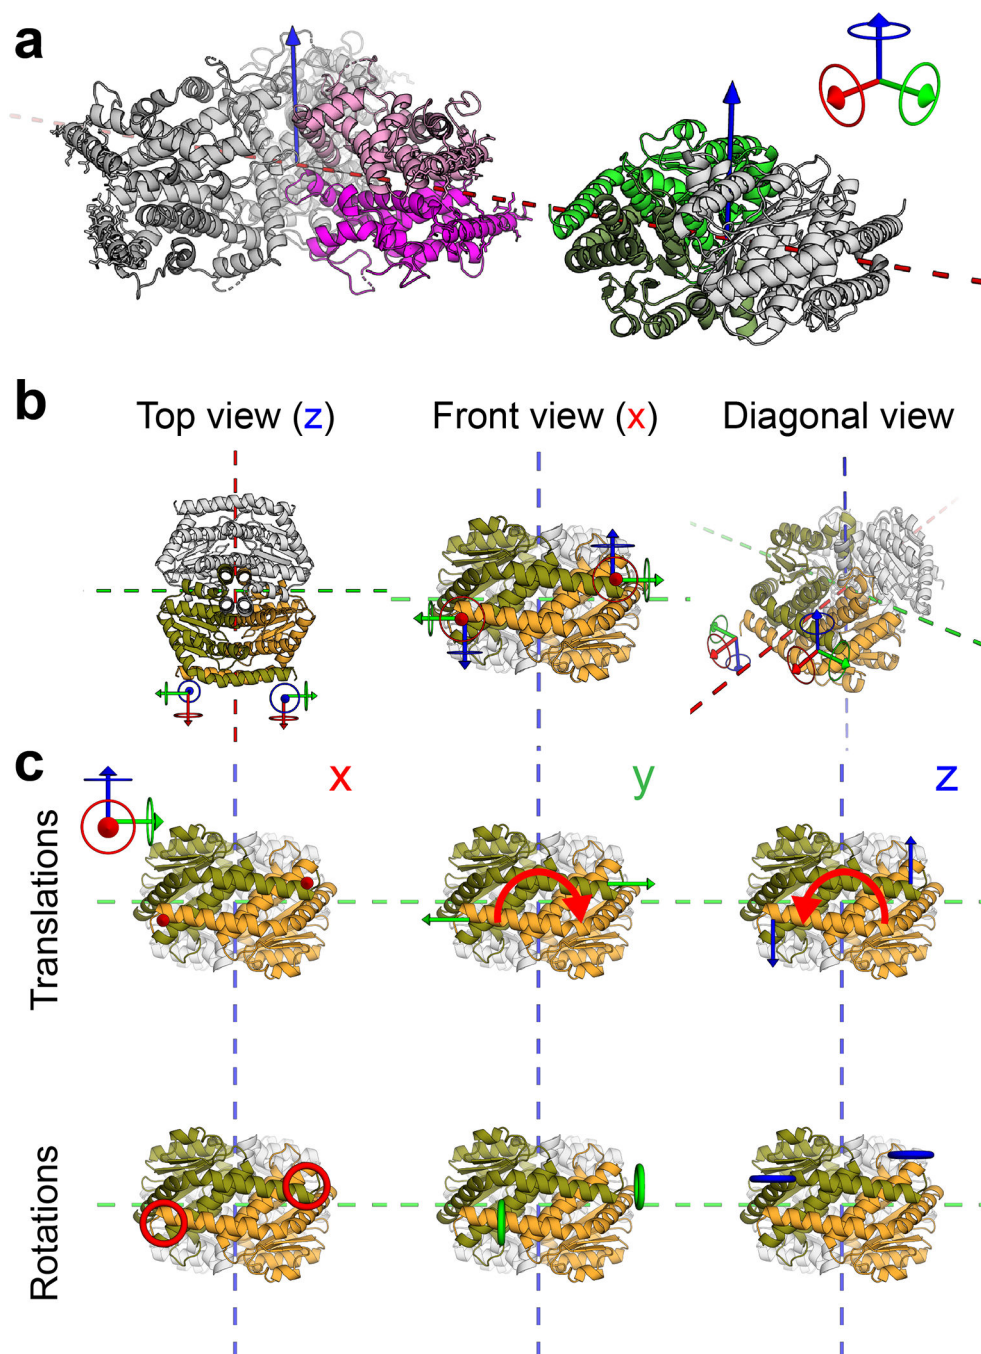 a
b
Top view (z)
Front view (x)
Diagonal view
c
x
y
z
Translations
Rotations